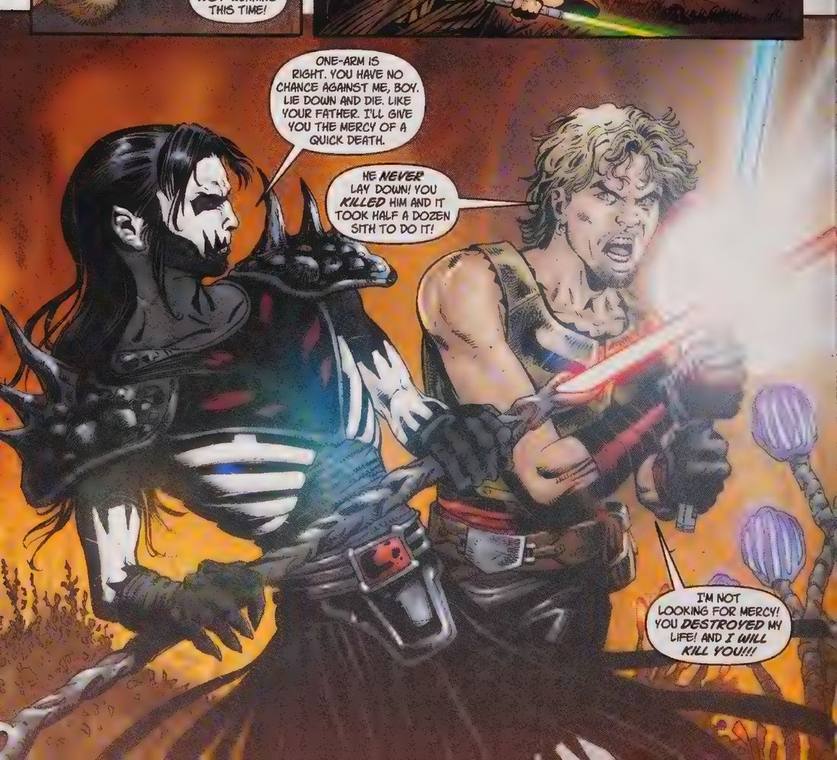 THIS TIME!
ONE-ARM IS
RIGHT. YOU HAVE NO
CHANCE AGAINST ME, BOY.
LIE DOWN AND DIE. LIKE
YOUR FATHER. I'LL GIVE
YOU THE MERCY OF A
QUICK DEATH.
HE NEVER
LAY DOWN! YOU
KILLED HIM AND IT
TOOK HALF A DOZEN
SITH TO DO IT!
I'M NOT
LOOKING FOR MERCY!
YOU DESTROYED MY
LIFE! AND I WILL
KILL YOU!!!